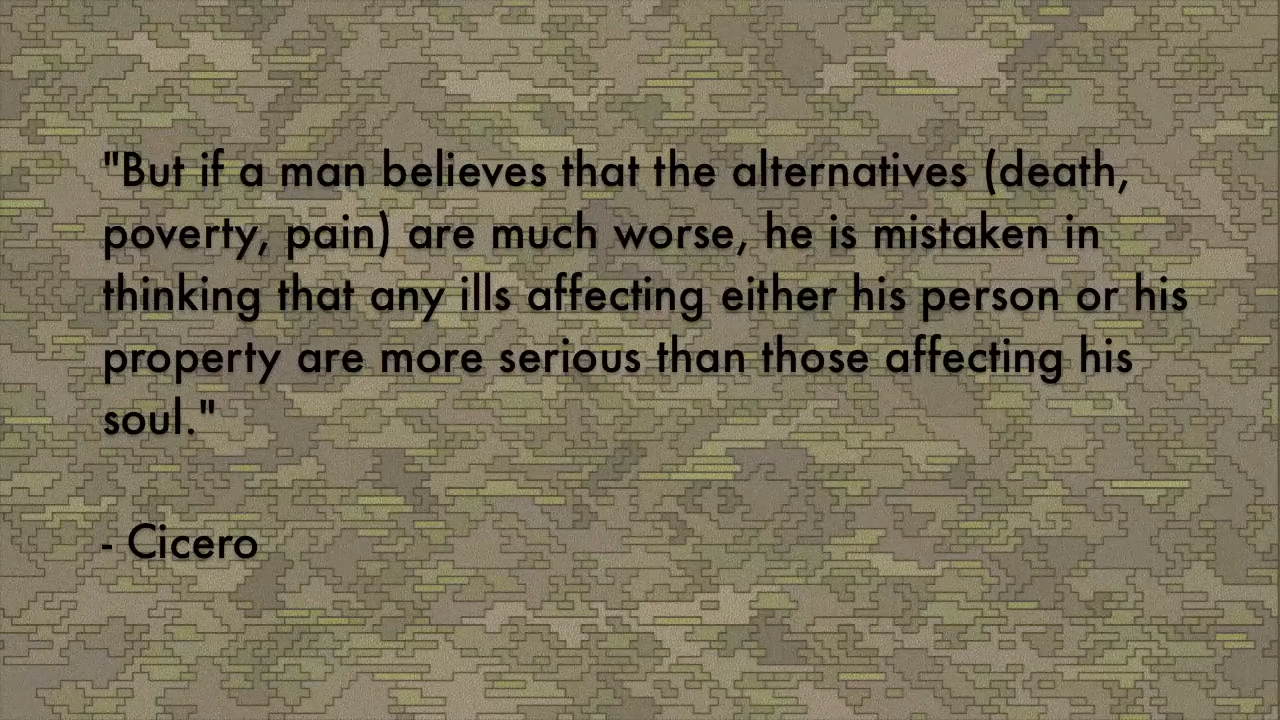 "But if a man believes that the alternatives (death,
poverty, pain) are much worse, he is mistaken in
thinking that any ills affecting either his person or his
property are more serious than those affecting his
soul."
- Cicero